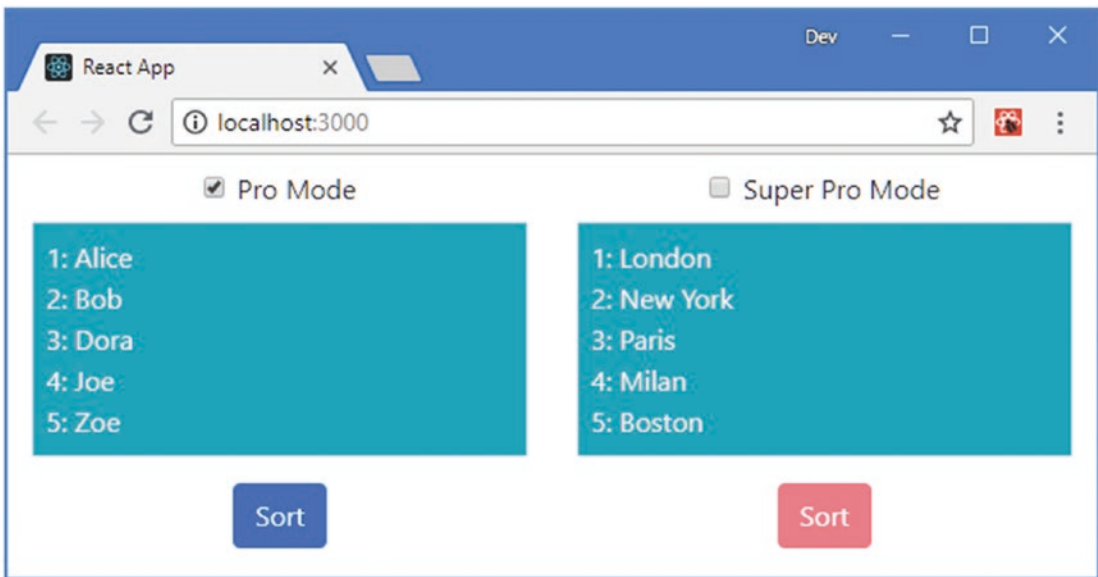 Dev
React App
localhost:3000
Pro Mode
1: Alice
2: Bob
3: Dora
4: Joe
5: Zoe
Sort
Super Pro Mode
1: London
2: New York
3: Paris
4: Milan
5: Boston
Sort